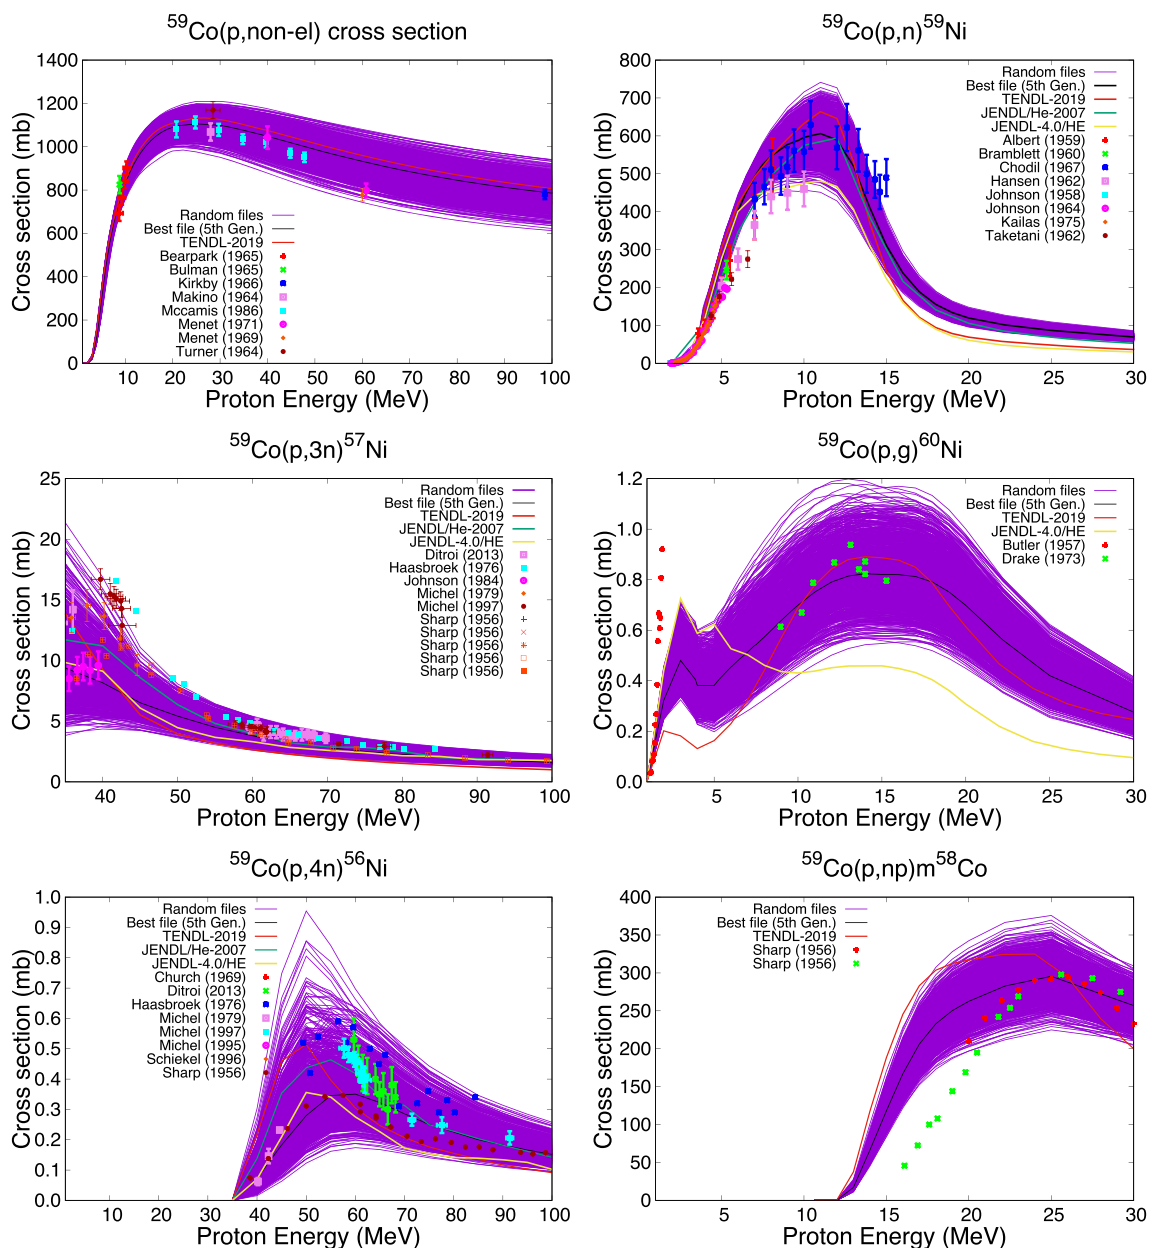 59Co(p,non-el) cross section
Cross section (mb)
1400
1200
1000
800
600
400
200
0
Random files
Best file (5th Gen.)
TENDL-2019
Bearpark (1965)
Bulman (1965)
Kirkby (1966)
Makino (1964)
Mccamis (1986)
Menet (1971)
Menet (1969)
Turner (1964)
10 20 30 40 50 60 70 80 90 100
Proton Energy (MeV)
59Co(p,n)59Ni
Cross section (mb)
800
700
600
500
400
300
200
100
0
Random files
Best file (5th Gen.)
TENDL-2019
JENDL/He-2007
JENDL-4.0/HE
Albert (1959)
Bramblett (1960)
Chodil (1967)
Hansen (1962)
Johnson (1958)
Johnson (1964)
Kailas (1975)
Taketani (1962)
5 10 15 20 25 30
Proton Energy (MeV)
59Co(p,3n)57Ni
Cross section (mb)
25
20
15
10
5
0
Random files
Best file (5th Gen.)
TENDL-2019
JENDL/He-2007
JENDL-4.0/HE
Ditroi (2013)
Haasbroek (1976)
Johnson (1984)
Michel (1979)
Michel (1997)
Sharp (1956)
Sharp (1956)
Sharp (1956)
Sharp (1956)
Sharp (1956)
40 50 60 70 80 90 100
Proton Energy (MeV)
59Co(p,g)60Ni
Cross section (mb)
1.2
1.0
0.8
0.6
0.4
0.2
0.0
Random files
Best file (5th Gen.)
TENDL-2019
JENDL-4.0/HE
Butler (1957)
Drake (1973)
5 10 15 20 25 30
Proton Energy (MeV)
59Co(p,4n)56Ni
Cross section (mb)
1.0
0.9
0.8
0.7
0.6
0.5
0.4
0.3
0.2
0.1
0.0
Random files
Best file (5th Gen.)
TENDL-2019
JENDL/He-2007
JENDL-4.0/HE
Church (1969)
Ditroi (2013)
Haasbroek (1976)
Michel (1979)
Michel (1997)
Michel (1995)
Schiekel (1996)
Sharp (1956)
10 20 30 40 50 60 70 80 90 100
Proton Energy (MeV)
59Co(p,np)m58Co
Cross section (mb)
400
350
300
250
200
150
100
50
0
Random files
Best file (5th Gen.)
TENDL-2019
Sharp (1956)
Sharp (1956)
5 10 15 20 25 30
Proton Energy (MeV)